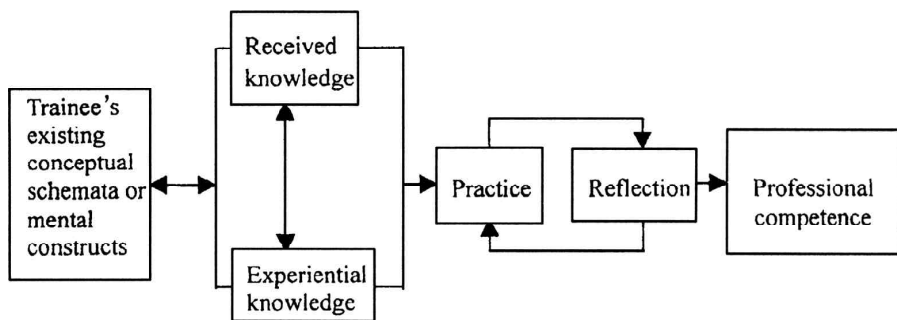 Trainee's
existing
conceptual
schemata or
mental
constructs
Received
knowledge
Experiential
knowledge
Practice
Reflection
Professional
competence